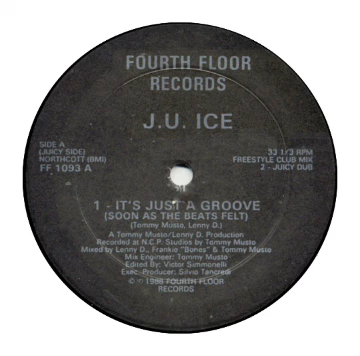 FOURTH FLOOR
RECORDS
J.U. ICE
SIDE A
(JUICY SIDE)
NORTHCOTT (BMI)
FF 1093 A
33 1/3 RPM
FREESTYLE CLUB MIX
2 - JUICY DUB
1 - IT'S JUST A GROOVE
(SOON AS THE BEATS FELT)
(Tommy Musto, Lenny D.)
A Tommy Musto/Lenny D. Production
Recorded at N.C.P. Studios by Tommy Musto
Mixed by Lenny D., Frankie "Bones" & Tommy Musto
Mix Engineer: Tommy Musto
Edited By: Victor Simmonelli
Exec. Producer: Silvio Tancredi
© ℗ 1988 FOURTH FLOOR
RECORDS